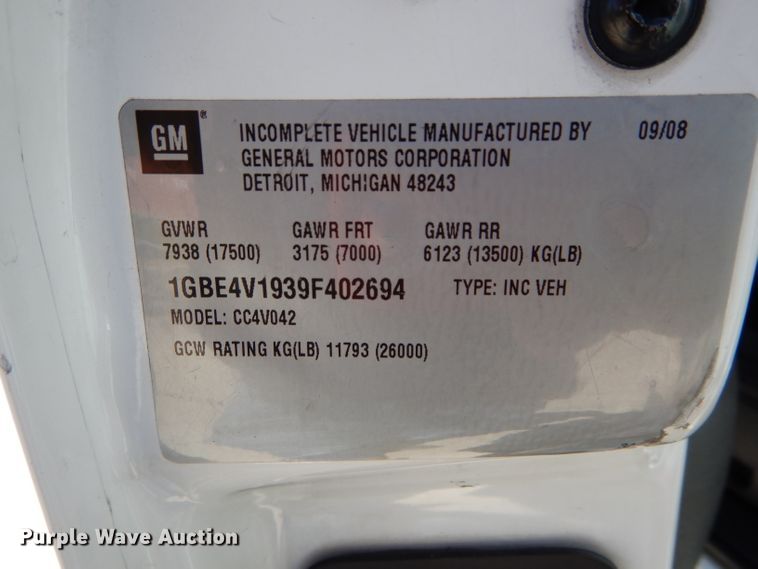 GM ® INCOMPLETE VEHICLE MANUFACTURED BY 09/08
GENERAL MOTORS CORPORATION
DETROIT, MICHIGAN 48243
GVWR GAWR FRT GAWR RR
7938 (17500) 3175 (7000) 6123 (13500) KG(LB)
1GBE4V1939F402694 TYPE: INC VEH
MODEL: CC4V042
GCW RATING KG(LB) 11793 (26000)
Purple Wave Auction